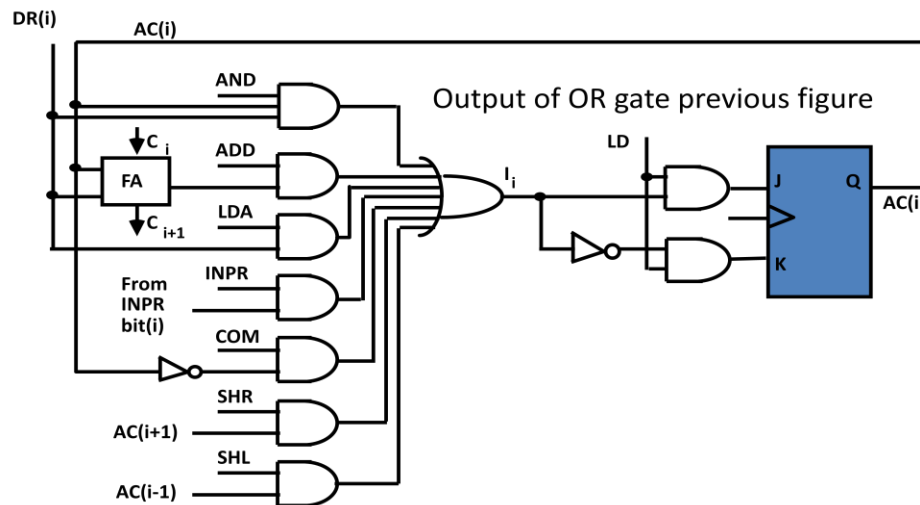 DR(i)
AC(i)
AND
Output of OR gate previous figure
C i
ADD
LD
FA
I i
J
Q
C i+1
LDA
AC(i
INPR
K
From
INPR
bit(i)
COM
SHR
AC(i+1)
SHL
AC(i-1)